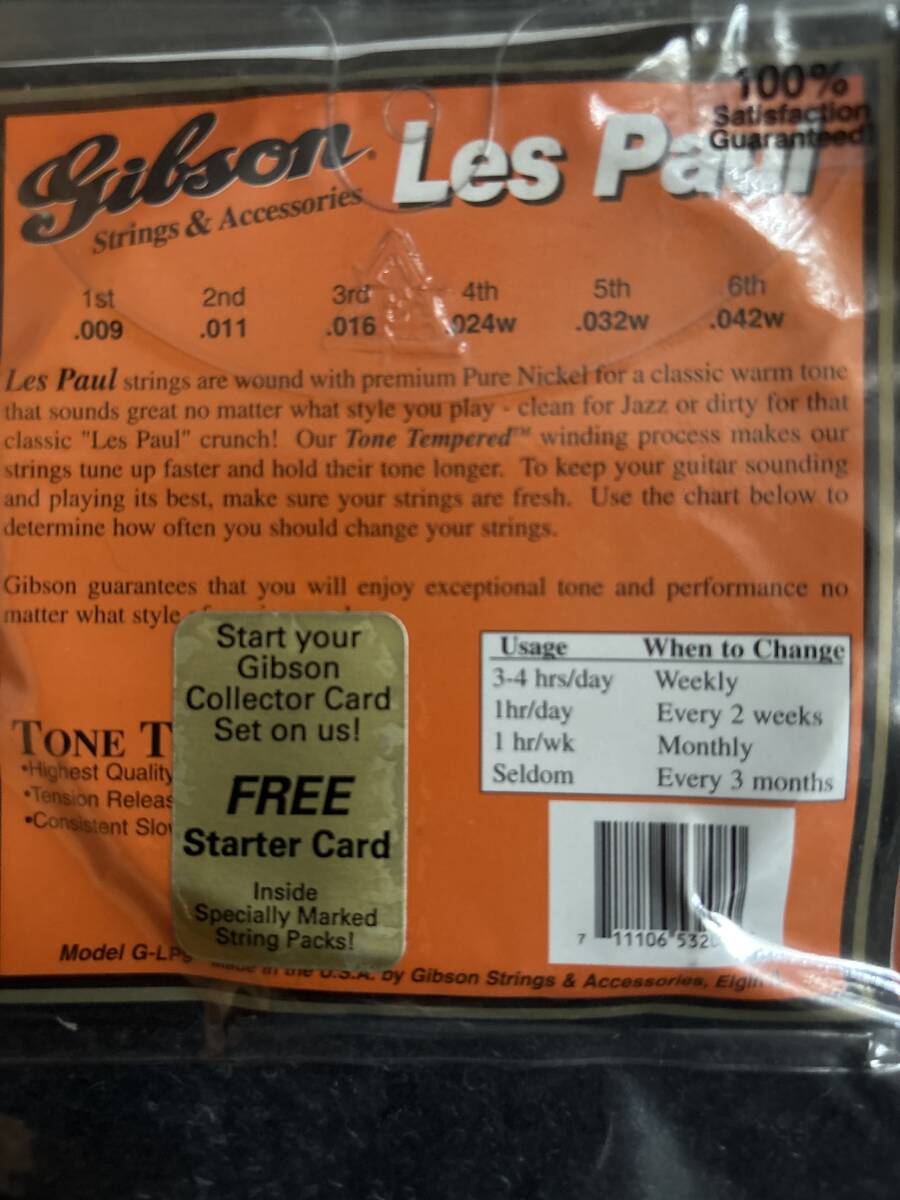 100%
Satisfaction
Guaranteed!
Gibson
Strings & Accessories
Les Paul
1st 2nd 3rd 4th 5th 6th
.009 .011 .016 .024w .032w .042w
Les Paul strings are wound with premium Pure Nickel for a classic warm tone
that sounds great no matter what style you play - clean for Jazz or dirty for that
classic "Les Paul" crunch! Our Tone Tempered™ winding process makes our
strings tune up faster and hold their tone longer. To keep your guitar sounding
and playing its best, make sure your strings are fresh. Use the chart below to
determine how often you should change your strings.
Gibson guarantees that you will enjoy exceptional tone and performance no
matter what style
Start your
Gibson
Collector Card
Set on us!
FREE
Starter Card
Inside
Specially Marked
String Packs!
Usage When to Change
3-4 hrs/day Weekly
1hr/day Every 2 weeks
1 hr/wk Monthly
Seldom Every 3 months
TONE T
•Highest Quality
•Tension Releas
•Consistent Slo
7 11106 532
Model G-LP
Made in the U.S.A. by Gibson Strings & Accessories, Elgin